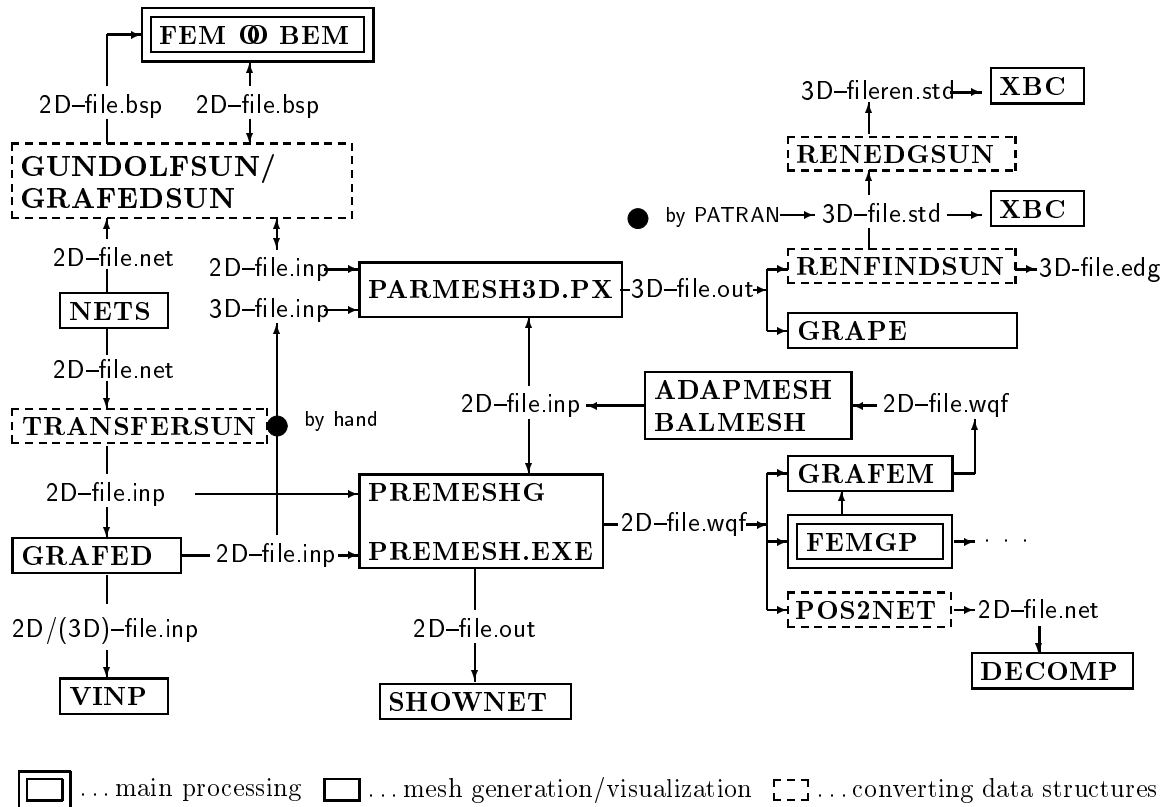 FEM OO BEM
2D–file.bsp 2D–file.bsp
GUNDOLFSUN/
GRAFEDSUN
2D–file.net
NETS
2D–file.net
TRANSFERSUN
by hand
2D–file.inp
GRAFED
2D/(3D)–file.inp
VINP
2D–file.inp
3D–file.inp
2D–file.inp
PARMESH3D.PX
2D–file.inp
PREMESHG
PREMESH.EXE
2D–file.out
SHOWNET
3D–file.out
3D–fileren.std
XBC
RENEDGSUN
by PATRAN
3D–file.std
XBC
RENFINDSUN
3D-file.edg
GRAPE
ADAPMESH
BALMESH
2D–file.wqf
2D–file.wqf
GRAFEM
FEMGP
. . .
POS2NET
2D–file.net
DECOMP
...main processing
...mesh generation/visualization
...converting data structures